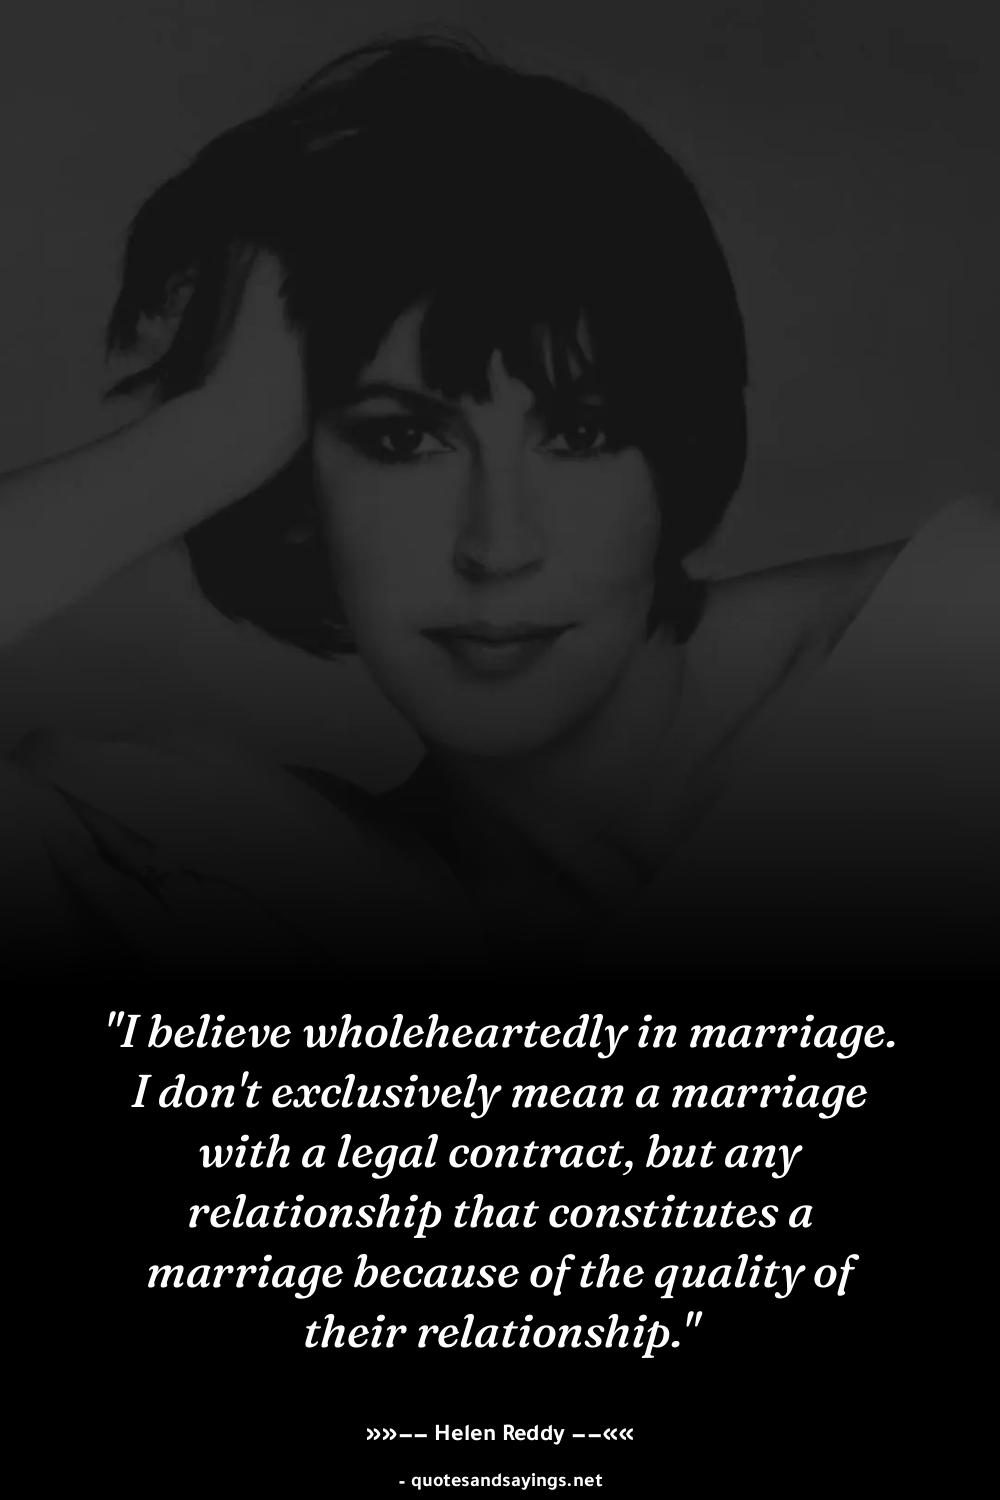 "I believe wholeheartedly in marriage.
I don't exclusively mean a marriage
with a legal contract, but any
relationship that constitutes a
marriage because of the quality of
their relationship."
»»–– Helen Reddy ––««
- quotesandsayings.net